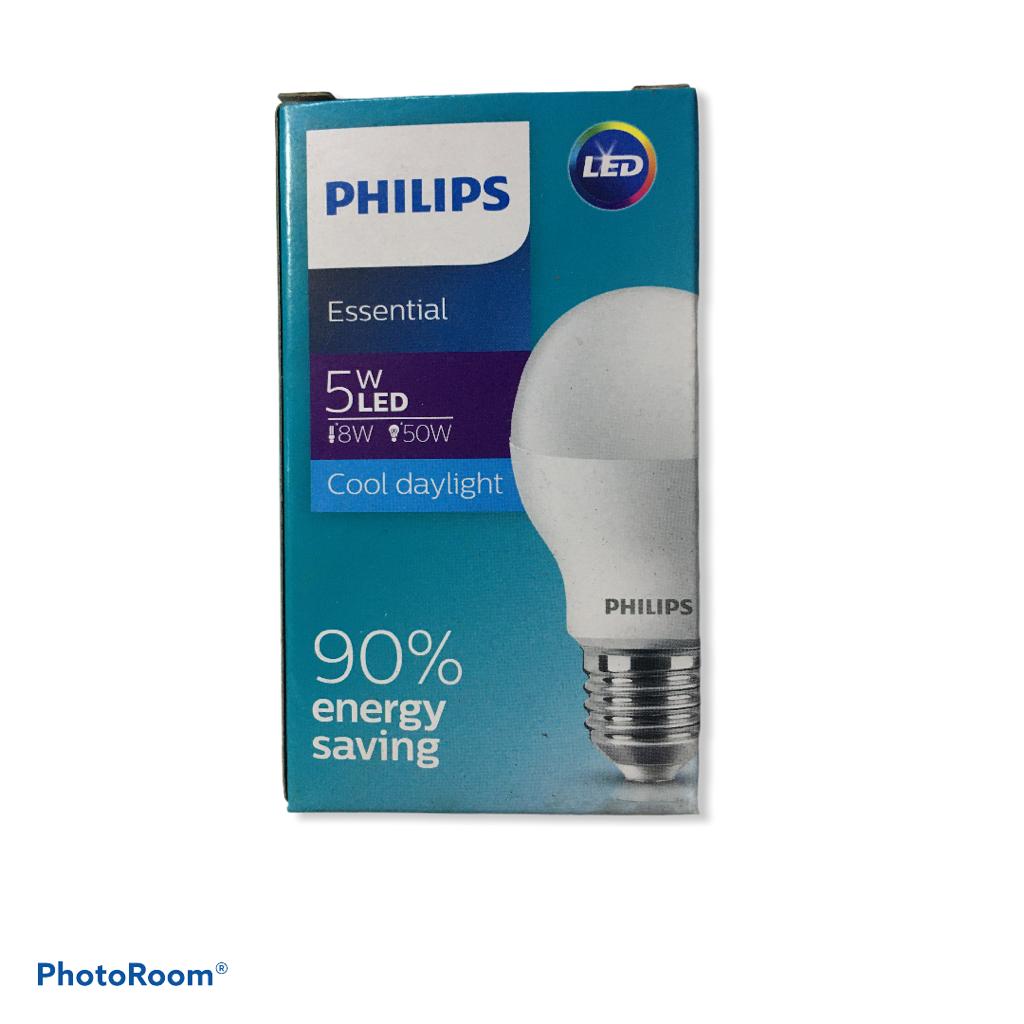 PHILIPS
LED
Essential
5W
LED
8W 50W
Cool daylight
PHILIPS
90%
energy
saving
PhotoRoom®